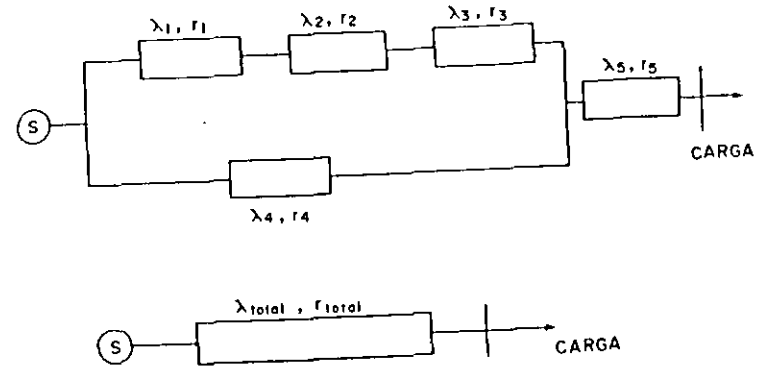 λ1, r1
λ2, r2
λ3, r3
λ5, r5
S
CARGA
λ4, r4
λtotal , rtotal
S
CARGA